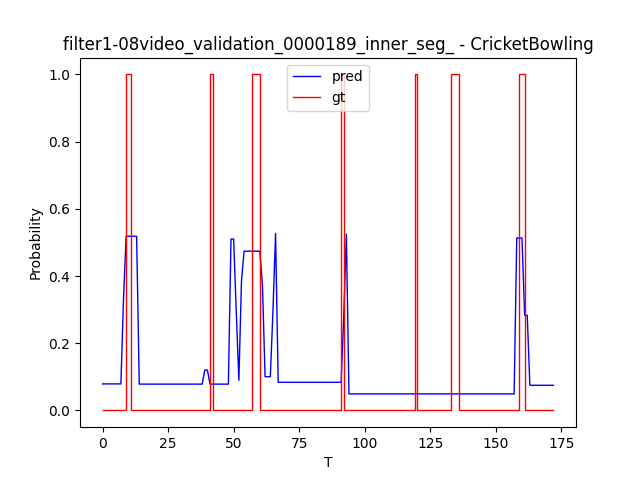 filter1-08video_validation_0000189_inner_seg_ - CricketBowling
pred
gt
1.0
0.8
0.6
0.4
0.2
0.0
Probability
0 25 50 75 100 125 150 175
T